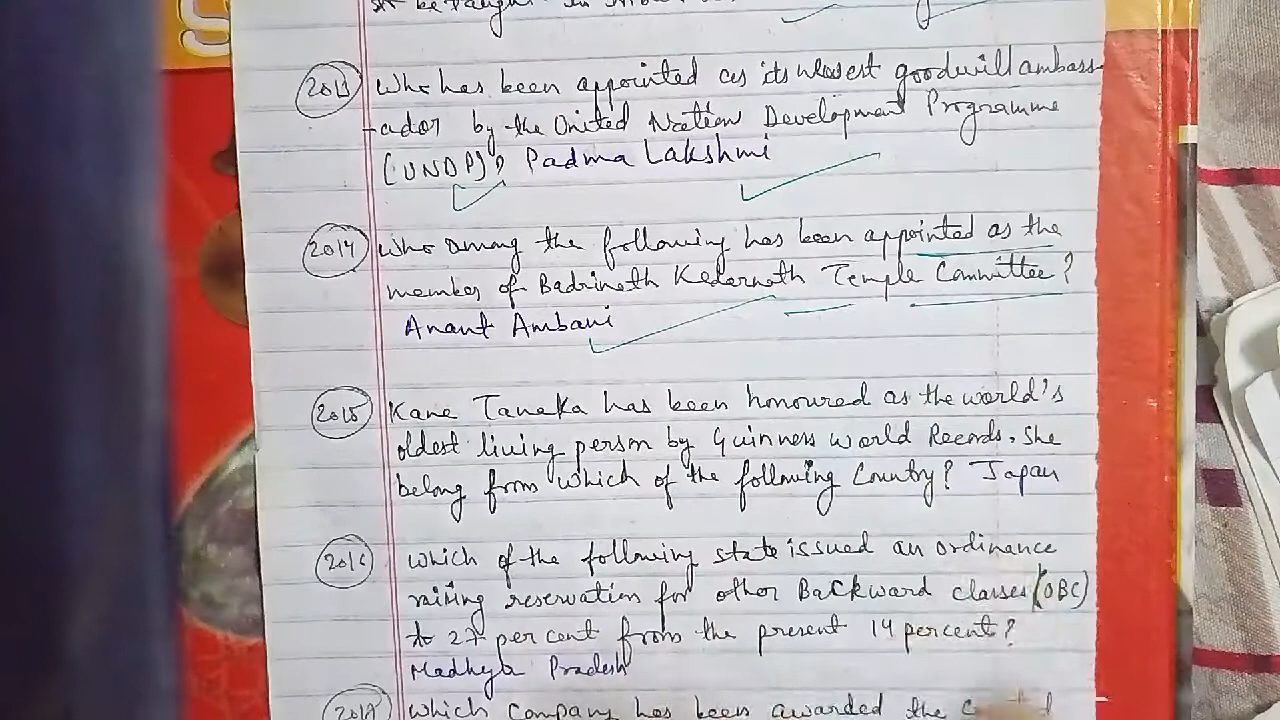 be taught in
2013 Who has been appointed as its newest goodwill ambass-
ador by the United Nation Development Programme
(UNDP)? Padma Lakshmi
2014 Who among the following has been appointed as the
member of Badrinath Kedarnath Temple Committee?
Anant Ambani
2015 Kane Tanaka has been honoured as the world's
oldest living person by Guinness World Records. She
belong from which of the following Country? Japan
2016 which of the following state issued an ordinance
raising reservation for other Backward classes (OBC)
to 27 per cent from the present 14 percent?
Madhya Pradesh
which company has been awarded the
S